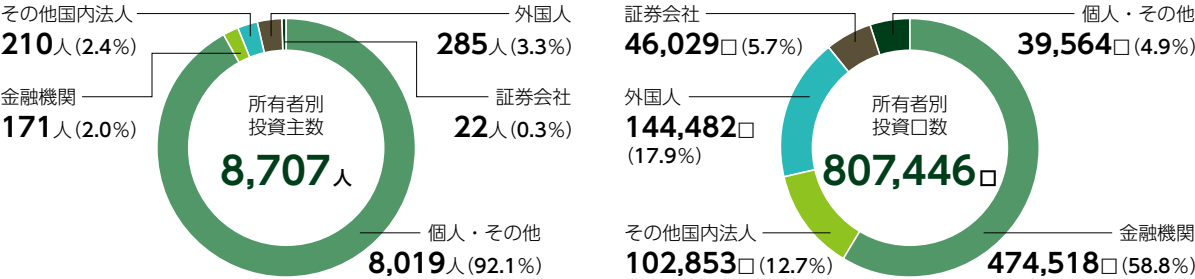 その他国内法人
210人(2.4%)
外国人
285人(3.3%)
金融機関
171人(2.0%)
証券会社
22人(0.3%)
所有者別
投資主数
8,707人
個人・その他
8,019人(92.1%)
証券会社
46,029口(5.7%)
個人・その他
39,564口(4.9%)
外国人
144,482口
(17.9%)
所有者別
投資口数
807,446口
その他国内法人
102,853口(12.7%)
金融機関
474,518口(58.8%)